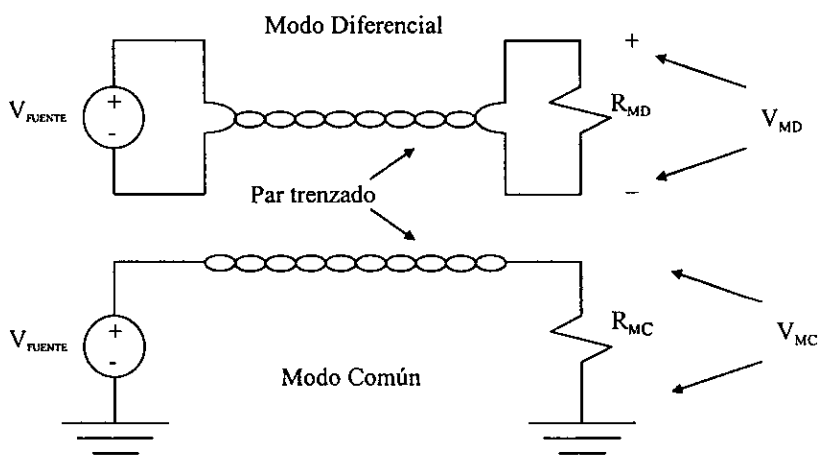 Modo Diferencial
V_FUENTE
+
-
+
R_MD
V_MD
–
Par trenzado
V_FUENTE
+
-
R_MC
V_MC
Modo Común